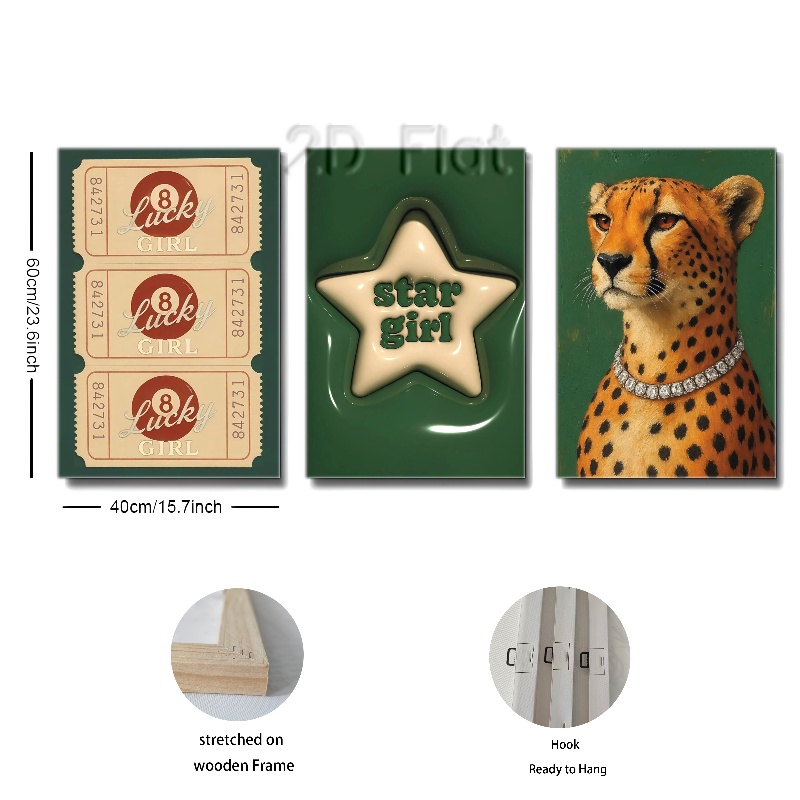 2D Flat
842731
8
Lucky
GIRL
842731
842731
8
Lucky
GIRL
842731
842731
8
Lucky
GIRL
842731
star
girl
60cm/23.6inch
40cm/15.7inch
stretched on
wooden Frame
Hook
Ready to Hang